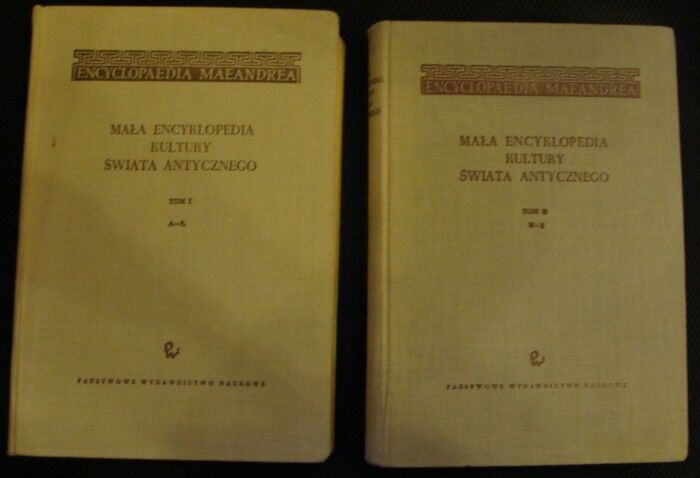 ENCYCLOPAEDIA MAEANDREA
MAŁA ENCYKLOPEDIA
KULTURY
ŚWIATA ANTYCZNEGO
TOM I
A—Ł
PAŃSTWOWE WYDAWNICTWO NAUKOWE
ENCYCLOPAEDIA MAEANDREA
MAŁA ENCYKLOPEDIA
KULTURY
ŚWIATA ANTYCZNEGO
TOM II
M—Z
PAŃSTWOWE WYDAWNICTWO NAUKOWE